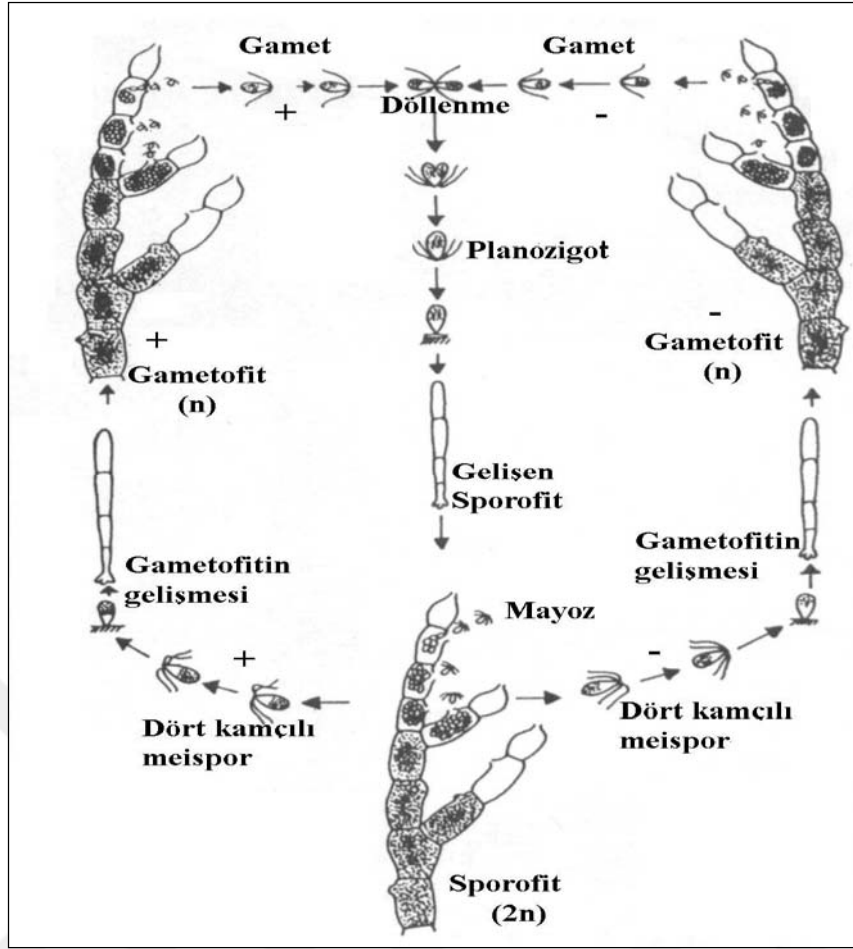 Gamet
Gamet
+
Döllenme
-
Planozigot
+
Gametofit
(n)
-
Gametofit
(n)
Gelişen
Sporofit
Gametofitin
gelişmesi
Gametofitin
gelişmesi
Mayoz
+
-
Dört kamçılı
meispor
Dört kamçılı
meispor
Sporofit
(2n)